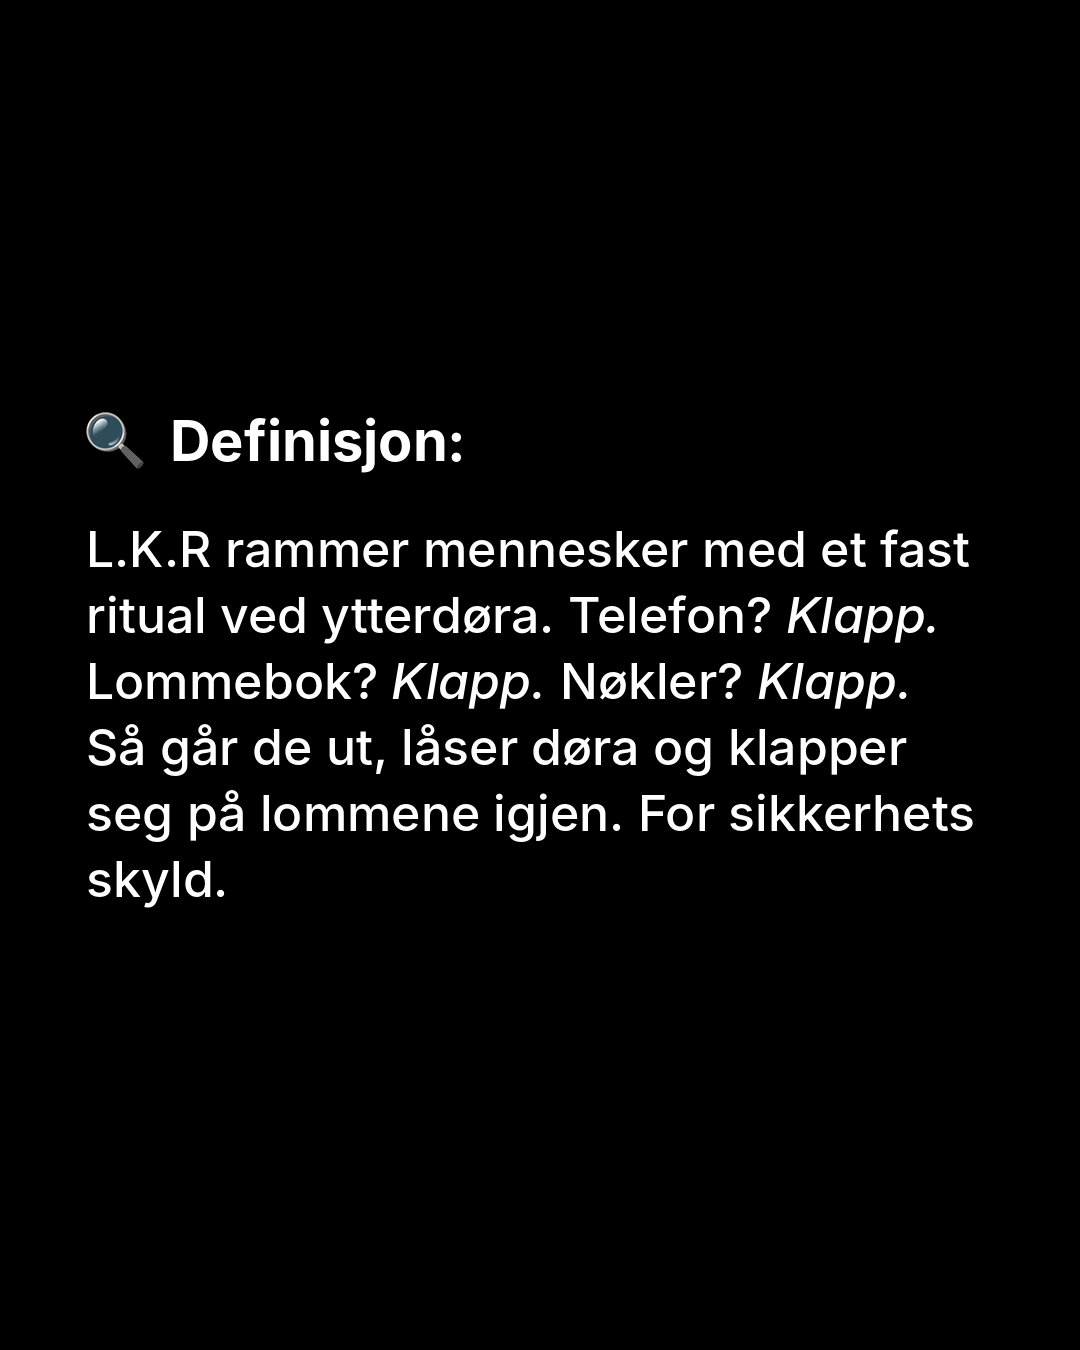 🔍 Definisjon:
L.K.R rammer mennesker med et fast
ritual ved ytterdøra. Telefon? Klapp.
Lommebok? Klapp. Nøkler? Klapp.
Så går de ut, låser døra og klapper
seg på lommene igjen. For sikkerhets
skyld.